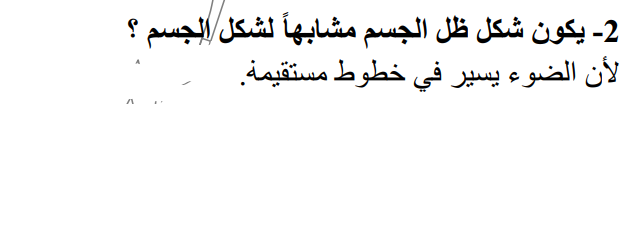 2- يكون شكل ظل الجسم مشابهاً لشكل الجسم ؟
لأن الضوء يسير في خطوط مستقيمة.